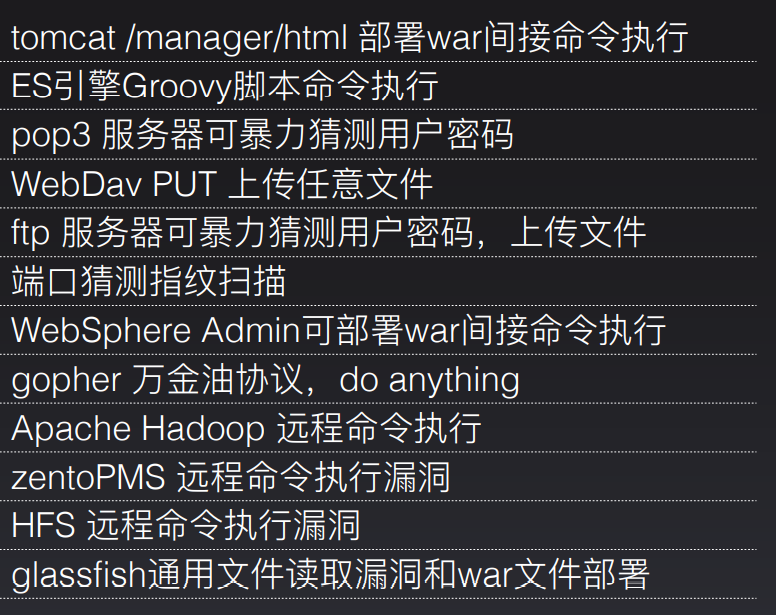 tomcat /manager/html 部署war间接命令执行
ES引擎Groovy脚本命令执行
pop3 服务器可暴力猜测用户密码
WebDav PUT 上传任意文件
ftp 服务器可暴力猜测用户密码，上传文件
端口猜测指纹扫描
WebSphere Admin可部署war间接命令执行
gopher 万金油协议，do anything
Apache Hadoop 远程命令执行
zentoPMS 远程命令执行漏洞
HFS 远程命令执行漏洞
glassfish通用文件读取漏洞和war文件部署